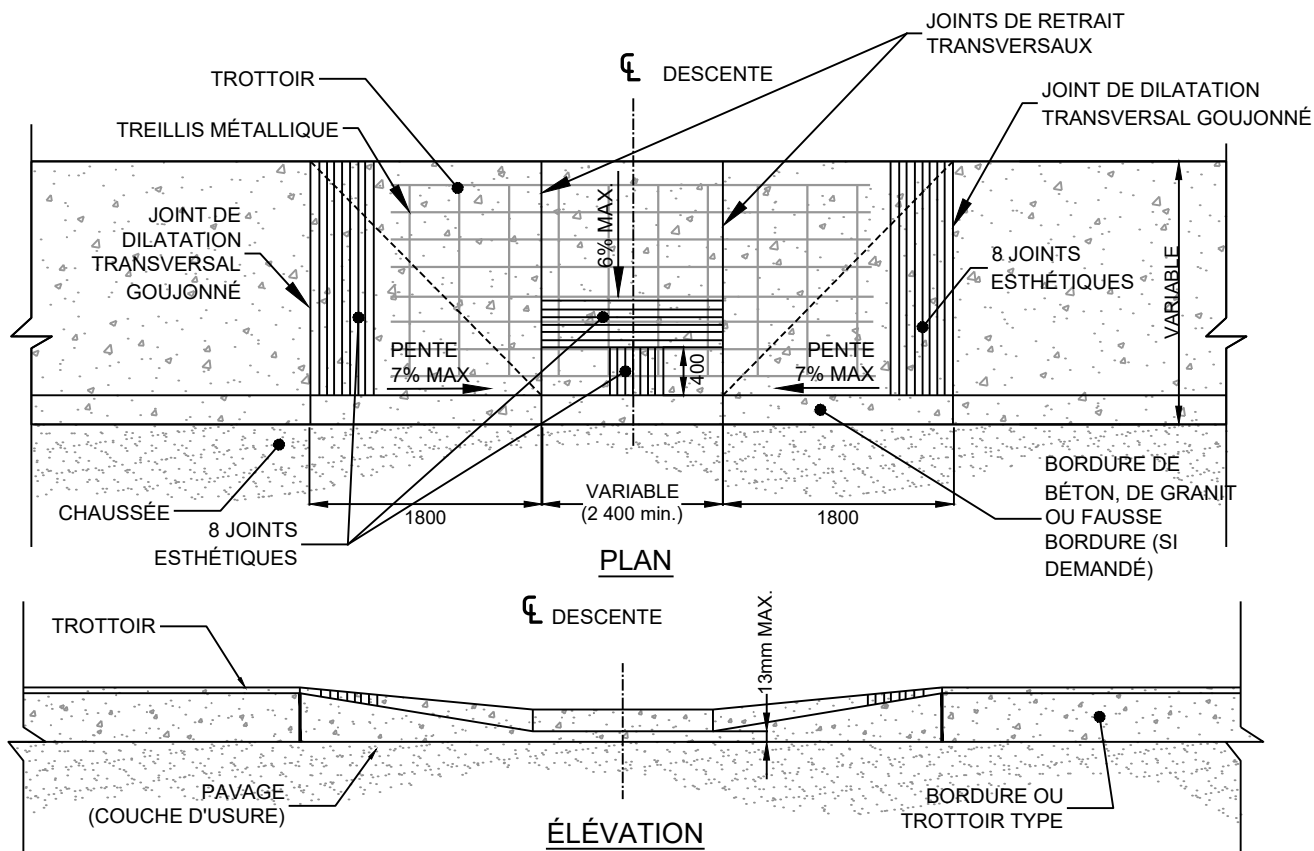 JOINTS DE RETRAIT
TRANSVERSAUX
℄ DESCENTE
TROTTOIR
JOINT DE DILATATION
TRANSVERSAL GOUJONNÉ
TREILLIS MÉTALLIQUE
JOINT DE
DILATATION
TRANSVERSAL
GOUJONNÉ
6% MAX
8 JOINTS
ESTHÉTIQUES
VARIABLE
PENTE
7% MAX
400
PENTE
7% MAX
CHAUSSÉE
8 JOINTS
ESTHÉTIQUES
1800
VARIABLE
(2 400 min.)
1800
BORDURE DE
BÉTON, DE GRANIT
OU FAUSSE
BORDURE (SI
DEMANDÉ)
PLAN
℄ DESCENTE
TROTTOIR
13mm MAX.
PAVAGE
(COUCHE D'USURE)
BORDURE OU
TROTTOIR TYPE
ÉLÉVATION